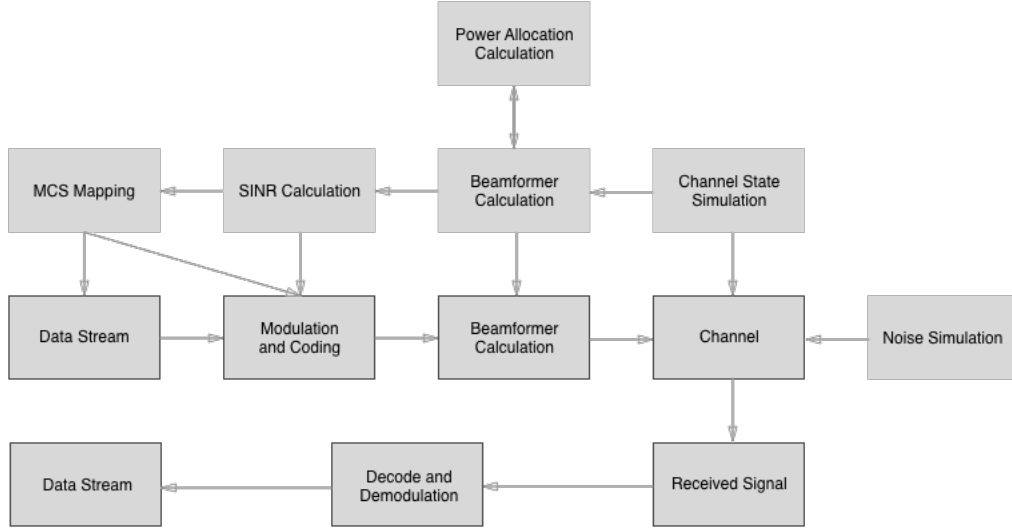 Power Allocation
Calculation
MCS Mapping
SINR Calculation
Beamformer
Calculation
Channel State
Simulation
Data Stream
Modulation
and Coding
Beamformer
Calculation
Channel
Noise Simulation
Data Stream
Decode and
Demodulation
Received Signal